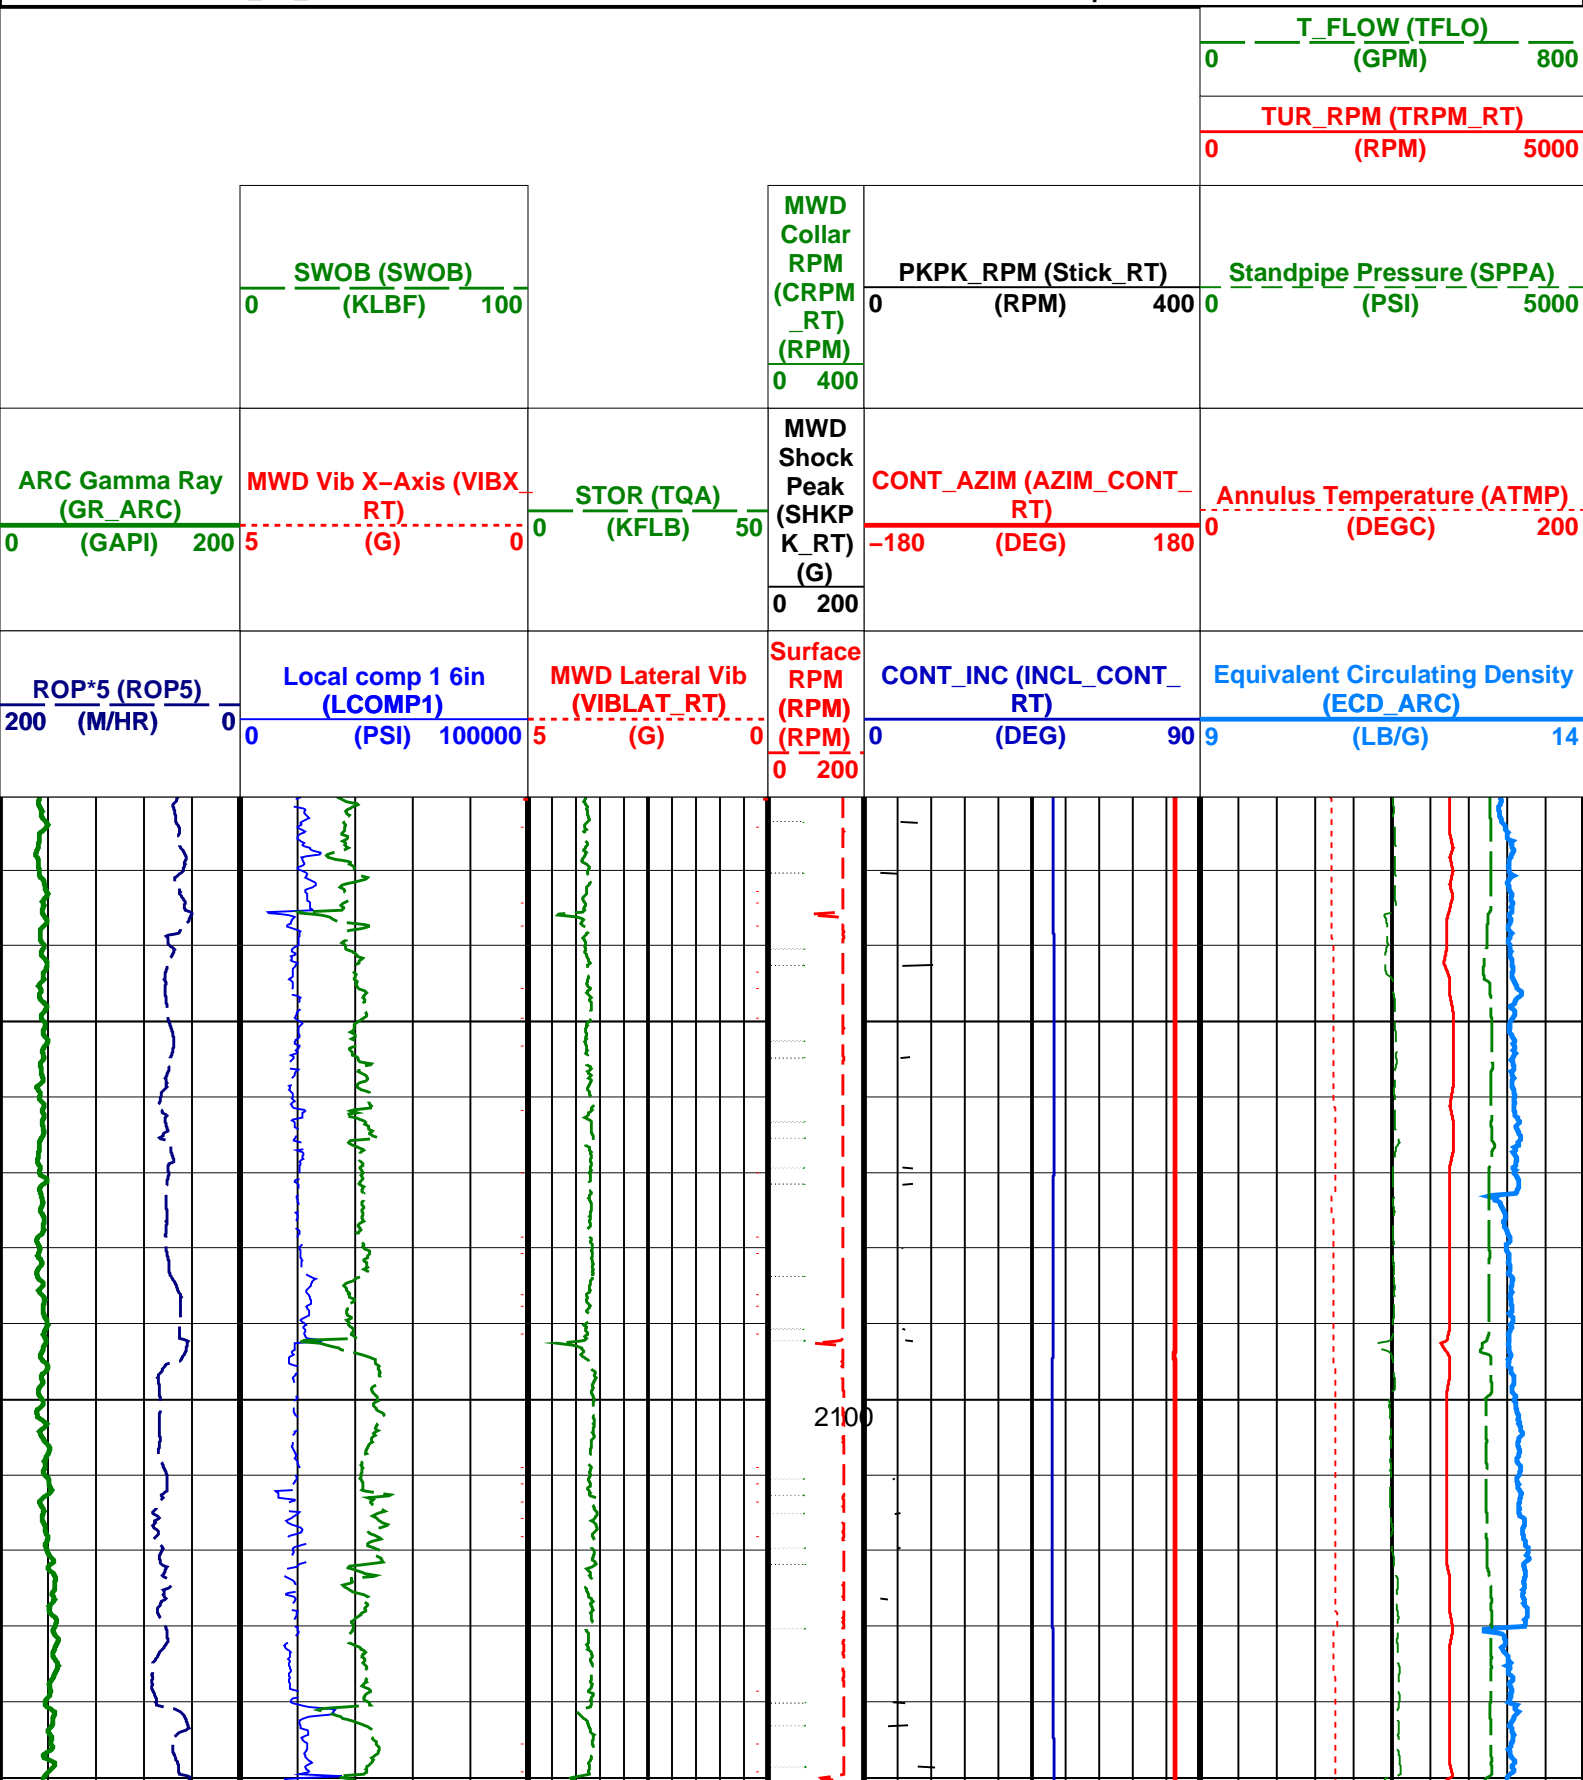 T_FLOW (TFLO)
0 (GPM) 800
TUR_RPM (TRPM_RT)
0 (RPM) 5000
SWOB (SWOB)
0 (KLBF) 100
MWD
Collar
RPM
(CRPM
_RT)
(RPM)
0 400
PKPK_RPM (Stick_RT)
0 (RPM) 400
Standpipe Pressure (SPPA)
0 (PSI) 5000
ARC Gamma Ray
(GR_ARC)
0 (GAPI) 200
MWD Vib X−Axis (VIBX_
RT)
5 (G) 0
STOR (TQA)
0 (KFLB) 50
MWD
Shock
Peak
(SHKP
K_RT)
(G)
0 200
CONT_AZIM (AZIM_CONT_
RT)
−180 (DEG) 180
Annulus Temperature (ATMP)
0 (DEGC) 200
ROP*5 (ROP5)
200 (M/HR) 0
Local comp 1 6in
(LCOMP1)
0 (PSI) 100000
MWD Lateral Vib
(VIBLAT_RT)
5 (G) 0
Surface
RPM
(RPM)
(RPM)
0 200
CONT_INC (INCL_CONT_
RT)
0 (DEG) 90
Equivalent Circulating Density
(ECD_ARC)
9 (LB/G) 14
2100